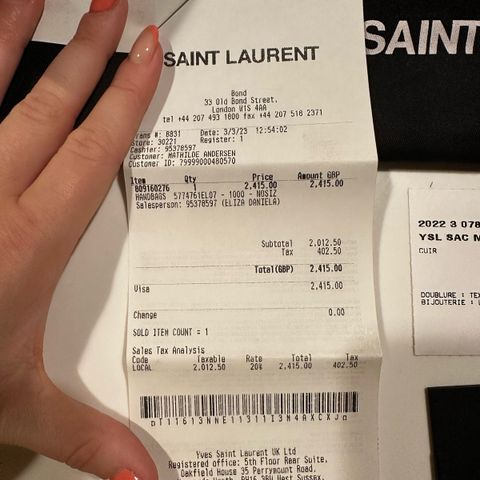 SAINT LAURENT
SAINT
Bond
33 Old Bond Street,
London W1S 4AA
tel +44 207 493 1800 fax +44 207 518 2371
Trans #: 8831 Date: 3/3/23 12:54:02
Store: 30221 Register: 1
Cashier: 95378597
Customer: MATHILDE ANDERSEN
Customer ID: 79999000480570
Item Qty Price Amount GBP
B09160276 1 2,415.00 2,415.00
HANDBAGS 5774761EL07 - 1000 - NOSIZ
Salesperson: 95378597 (ELIZA DANIELA)
Subtotal 2,012.50
Tax 402.50
Total(GBP) 2,415.00
Visa 2,415.00
Change 0.00
SOLD ITEM COUNT = 1
Sales Tax Analysis
Code Taxable Rate Total Tax
LOCAL 2,012.50 20% 2,415.00 402.50
Yves Saint Laurent UK Ltd
Registered office: 5th Floor Rear Suite,
Oakfield House 35 Perrymount Road,
West Sussex,
2022 3 078
YSL SAC
CUIR
DOUBLURE : TEX
BIJOUTERIE :